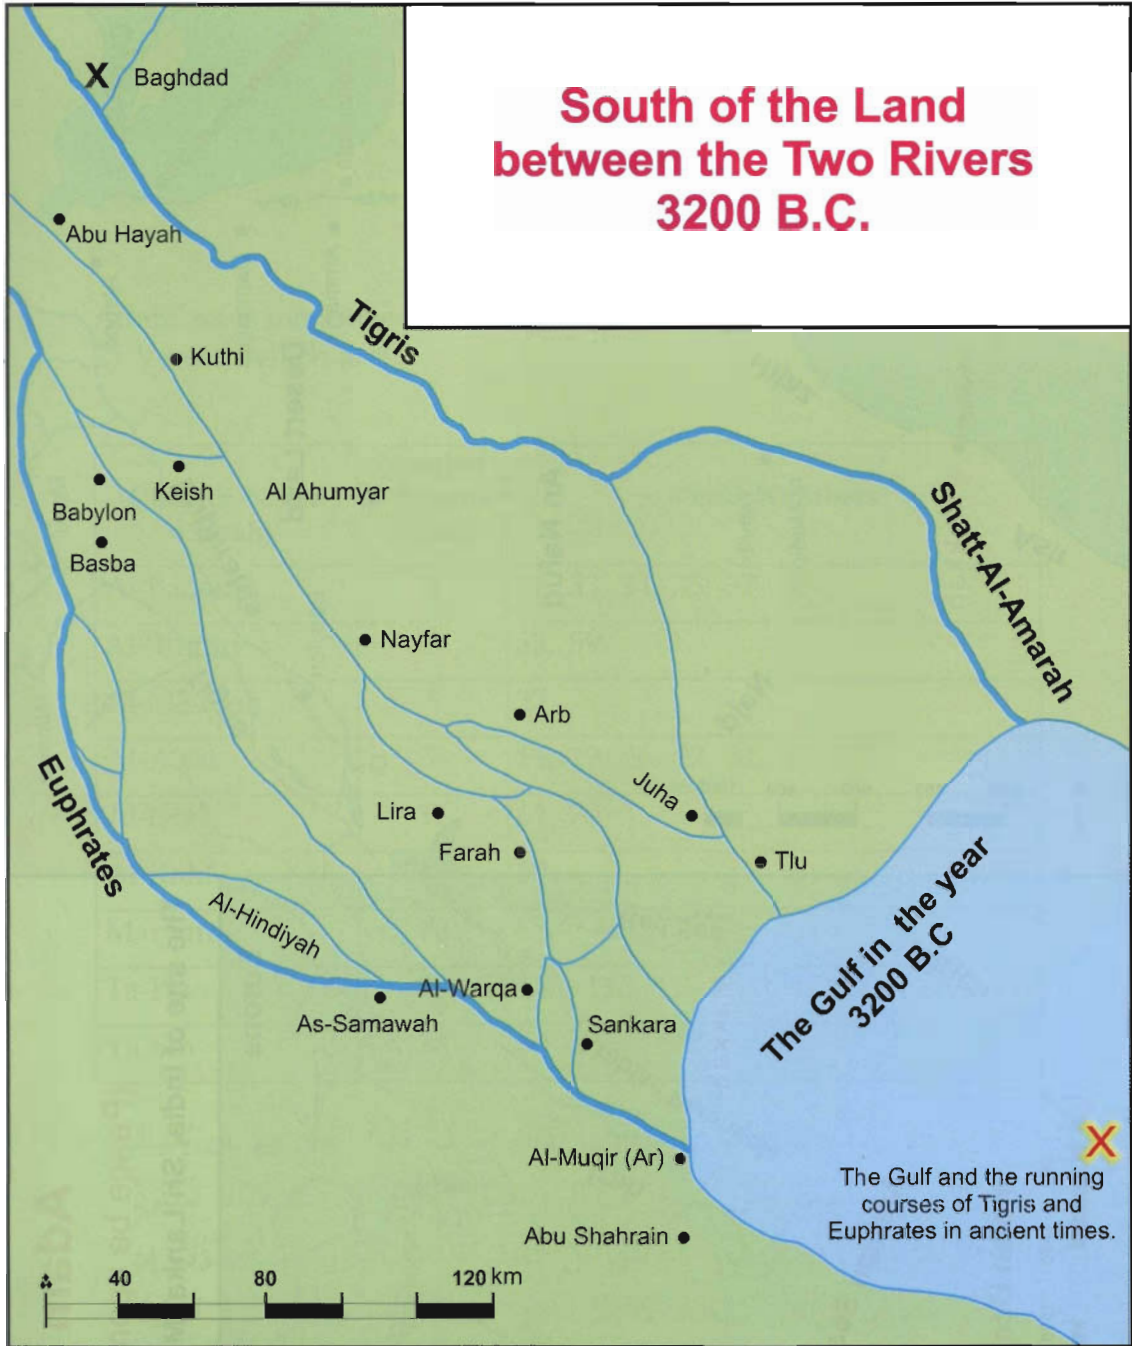 South of the Land
between the Two Rivers
3200 B.C.
X
Baghdad
Abu Hayah
Tigris
Kuthi
Keish
Al Ahumyar
Babylon
Basba
Shatt-Al-Amarah
Nayfar
Arb
Juha
Euphrates
Lira
Farah
Tlu
Al-Hindiyah
The Gulf in the year
3200 B.C
Al-Warqa
As-Samawah
Sankara
X
Al-Muqir (Ar)
The Gulf and the running
courses of Tigris and
Euphrates in ancient times.
Abu Shahrain
40 80 120 km